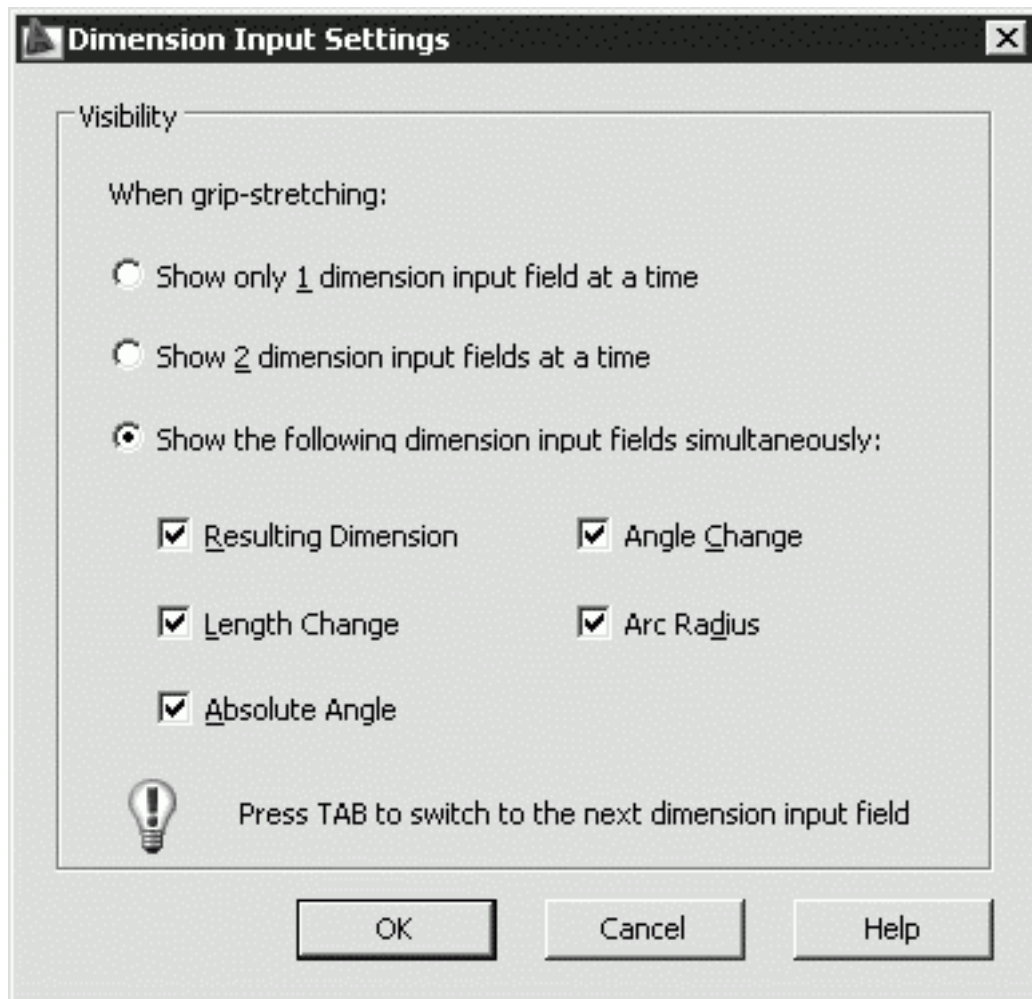 Dimension Input Settings
Visibility
When grip-stretching:
Show only 1 dimension input field at a time
Show 2 dimension input fields at a time
Show the following dimension input fields simultaneously:
Resulting Dimension
Angle Change
Length Change
Arc Radius
Absolute Angle
Press TAB to switch to the next dimension input field
OK
Cancel
Help